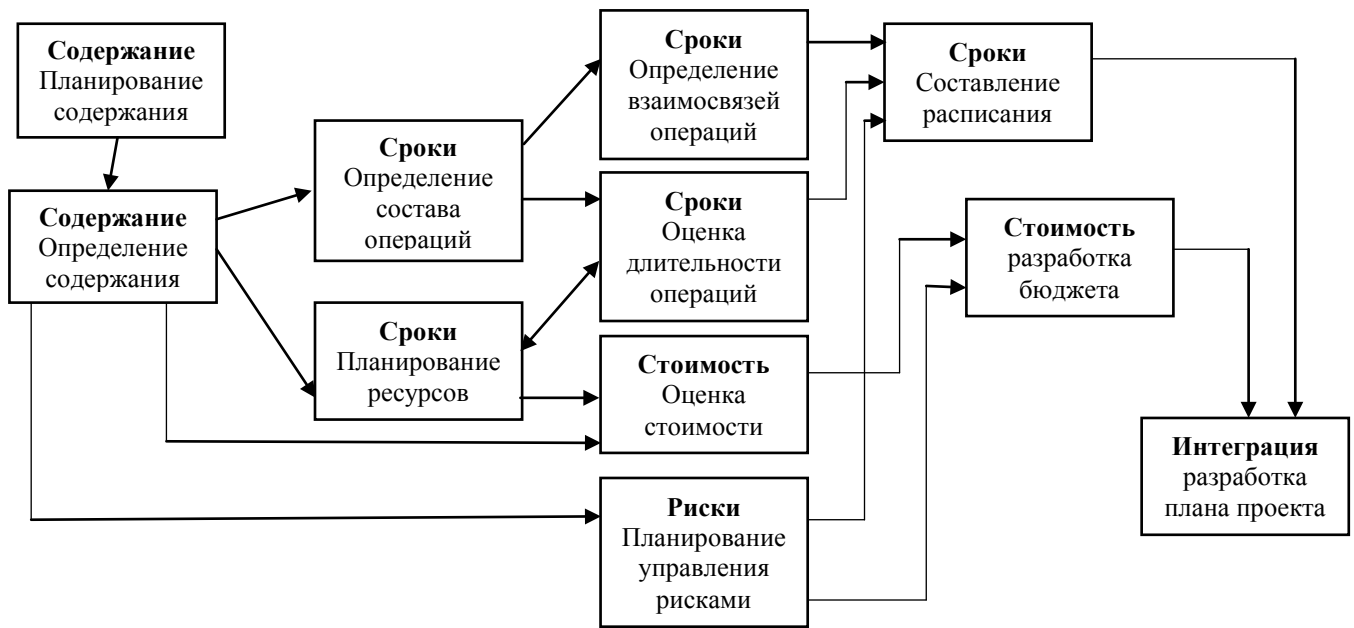 Содержание
Планирование
содержания
Содержание
Определение
содержания
Сроки
Определение
состава
операций
Сроки
Планирование
ресурсов
Сроки
Определение
взаимосвязей
операций
Сроки
Оценка
длительности
операций
Стоимость
Оценка
стоимости
Риски
Планирование
управления
рисками
Сроки
Составление
расписания
Стоимость
разработка
бюджета
Интеграция
разработка
плана проекта